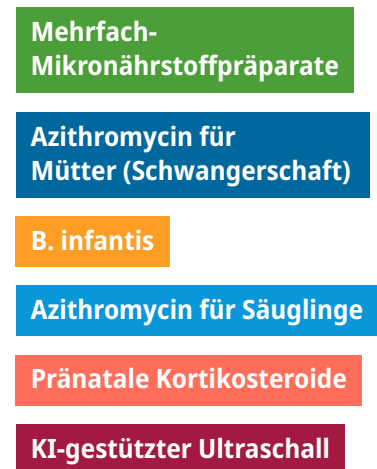 Mehrfach-
Mikronährstoffpräparate
Azithromycin für
Mütter (Schwangerschaft)
B. infantis
Azithromycin für Säuglinge
Pränatale Kortikosteroide
KI-gestützter Ultraschall